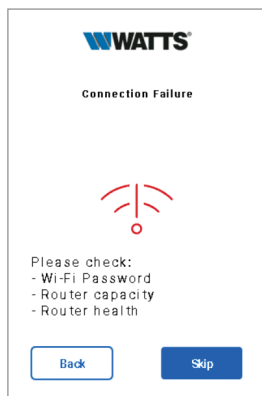 WATTS®
Connection Failure
Please check:
- Wi-Fi Password
- Router capacity
- Router health
Back
Skip